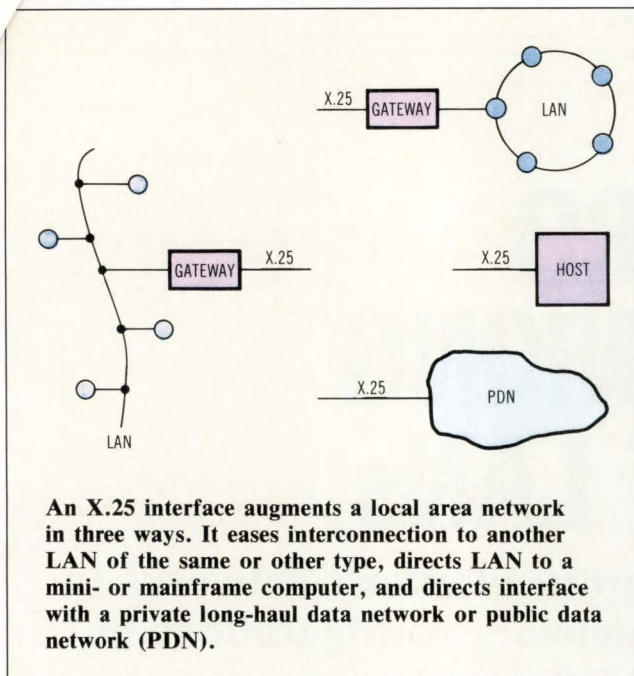 X.25
GATEWAY
LAN
GATEWAY
X.25
X.25
HOST
X.25
PDN
LAN
An X.25 interface augments a local area network
in three ways. It eases interconnection to another
LAN of the same or other type, directs LAN to a
mini- or mainframe computer, and directs interface
with a private long-haul data network or public data
network (PDN).